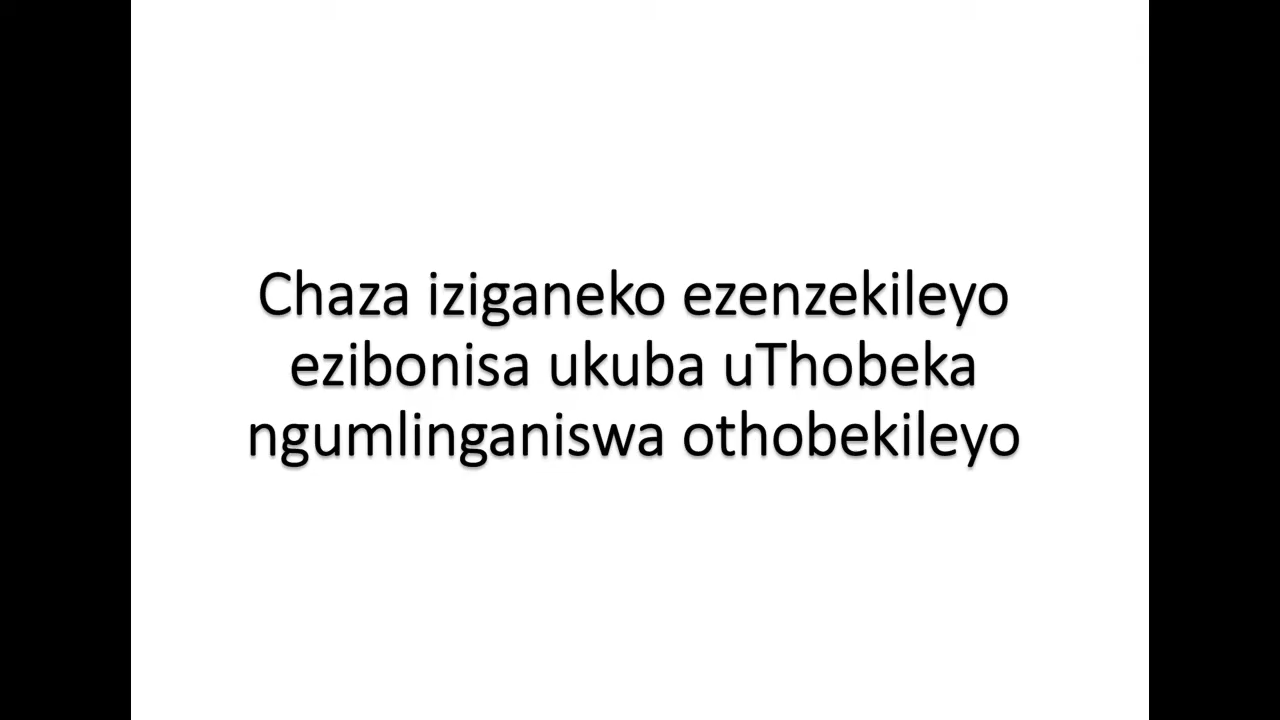 Chaza iziganeko ezenzekileyo
ezibonisa ukuba uThobeka
ngumlinganiswa othobekileyo